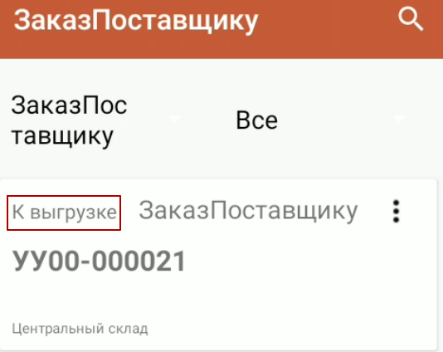 ЗаказПоставщику
ЗаказПос
тавщику
Все
К выгрузке ЗаказПоставщику
УУ00-000021
Центральный склад